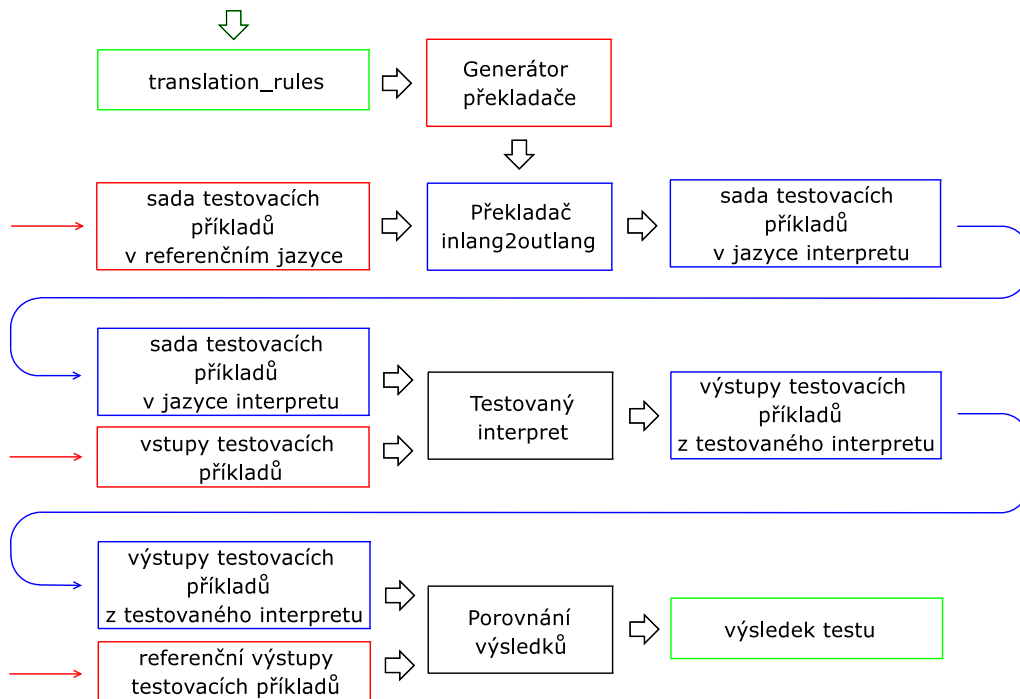 translation_rules
Generátor
překladače
sada testovacích
příkladů
v referenčním jazyce
Překladač
inlang2outlang
sada testovacích
příkladů
v jazyce interpretu
sada testovacích
příkladů
v jazyce interpretu
vstupy testovacích
příkladů
Testovaný
interpret
výstupy testovacích
příkladů
z testovaného interpretu
výstupy testovacích
příkladů
z testovaného interpretu
referenční výstupy
testovacích příkladů
Porovnání
výsledků
výsledek testu